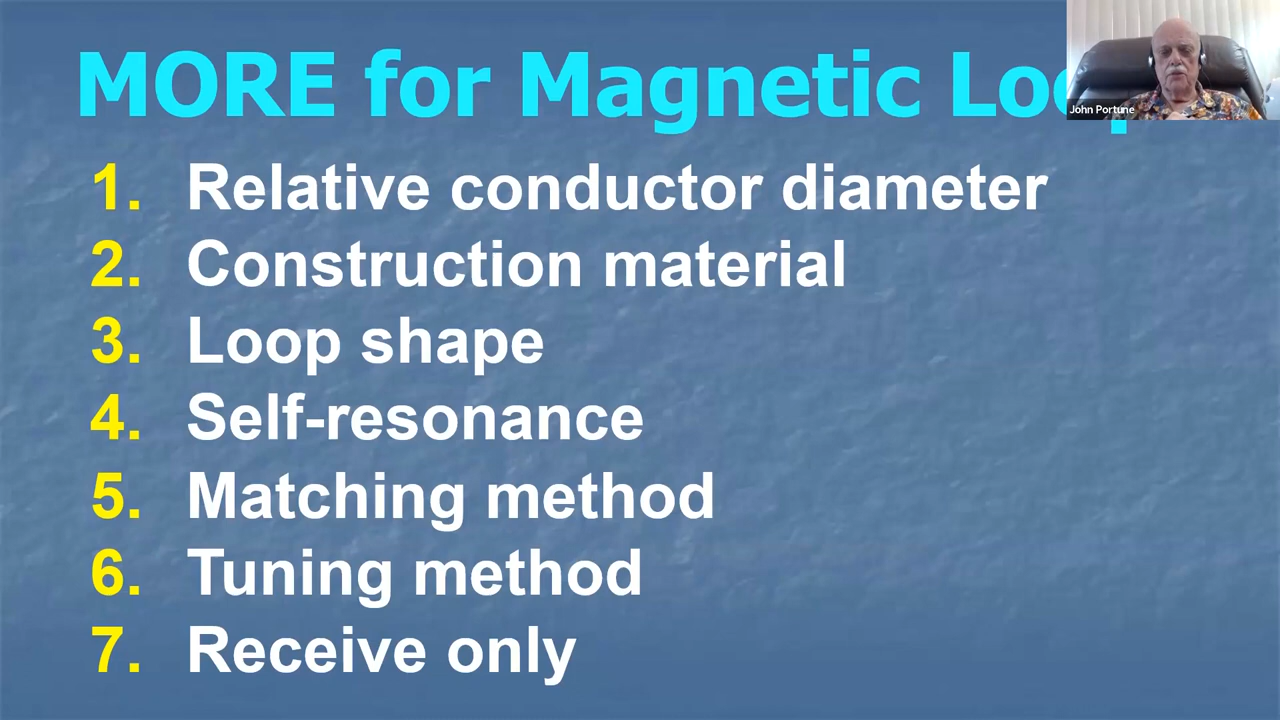 MORE for Magnetic Loop
John Portune
1. Relative conductor diameter
2. Construction material
3. Loop shape
4. Self-resonance
5. Matching method
6. Tuning method
7. Receive only